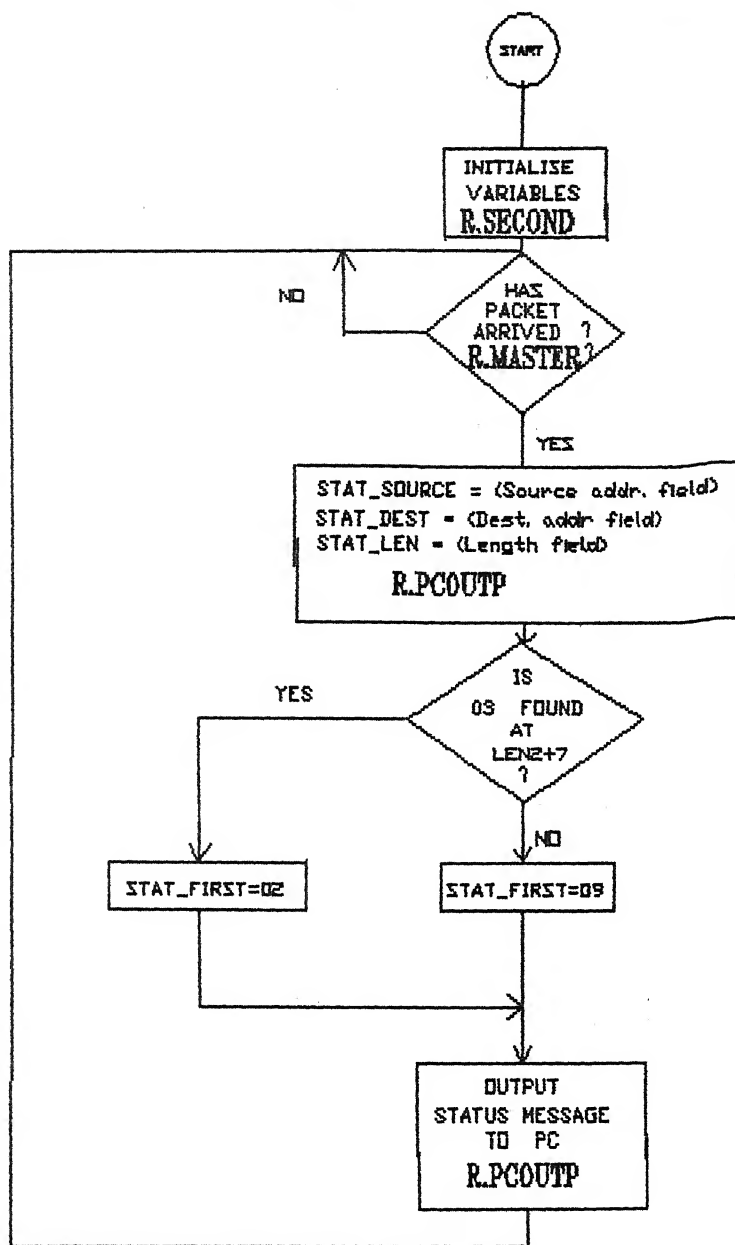 START
INITIALISE
VARIABLES
R.SECOND
NO
HAS
PACKET
ARRIVED ?
R.MASTER?
YES
STAT_SOURCE = (Source addr. field)
STAT_DEST = (Dest. addr field)
STAT_LEN = (Length field)
R.PCOUTP
YES
IS
03 FOUND
AT
LEN2+7
?
NO
STAT_FIRST=02
STAT_FIRST=09
OUTPUT
STATUS MESSAGE
TO PC
R.PCOUTP